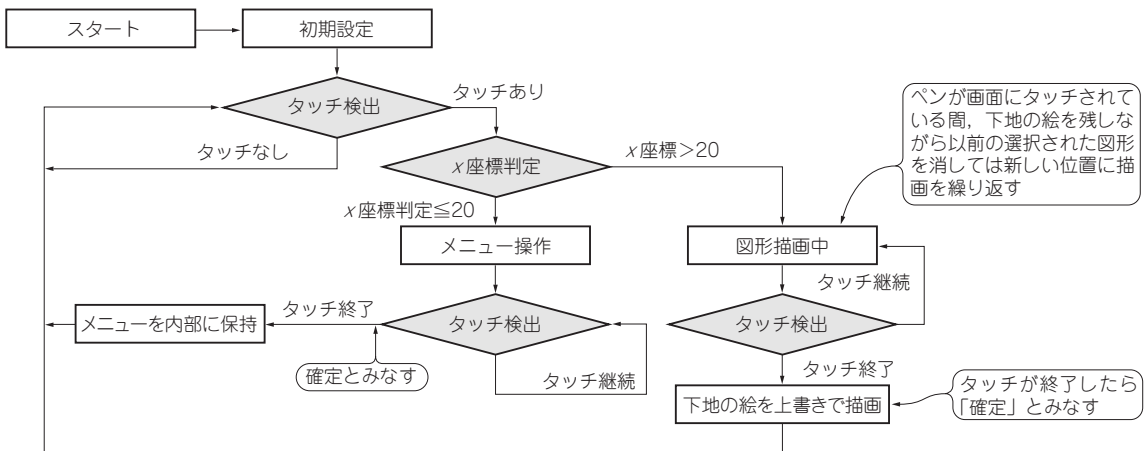 スタート
初期設定
タッチ検出
タッチあり
タッチなし
x座標判定
x座標>20
ペンが画面にタッチされて
いる間，下地の絵を残しな
がら以前の選択された図形
を消しては新しい位置に描
画を繰り返す
x座標判定≦20
メニュー操作
図形描画中
タッチ継続
メニューを内部に保持
タッチ終了
タッチ検出
タッチ検出
確定とみなす
タッチ継続
タッチ終了
下地の絵を上書きで描画
タッチが終了したら
「確定」とみなす